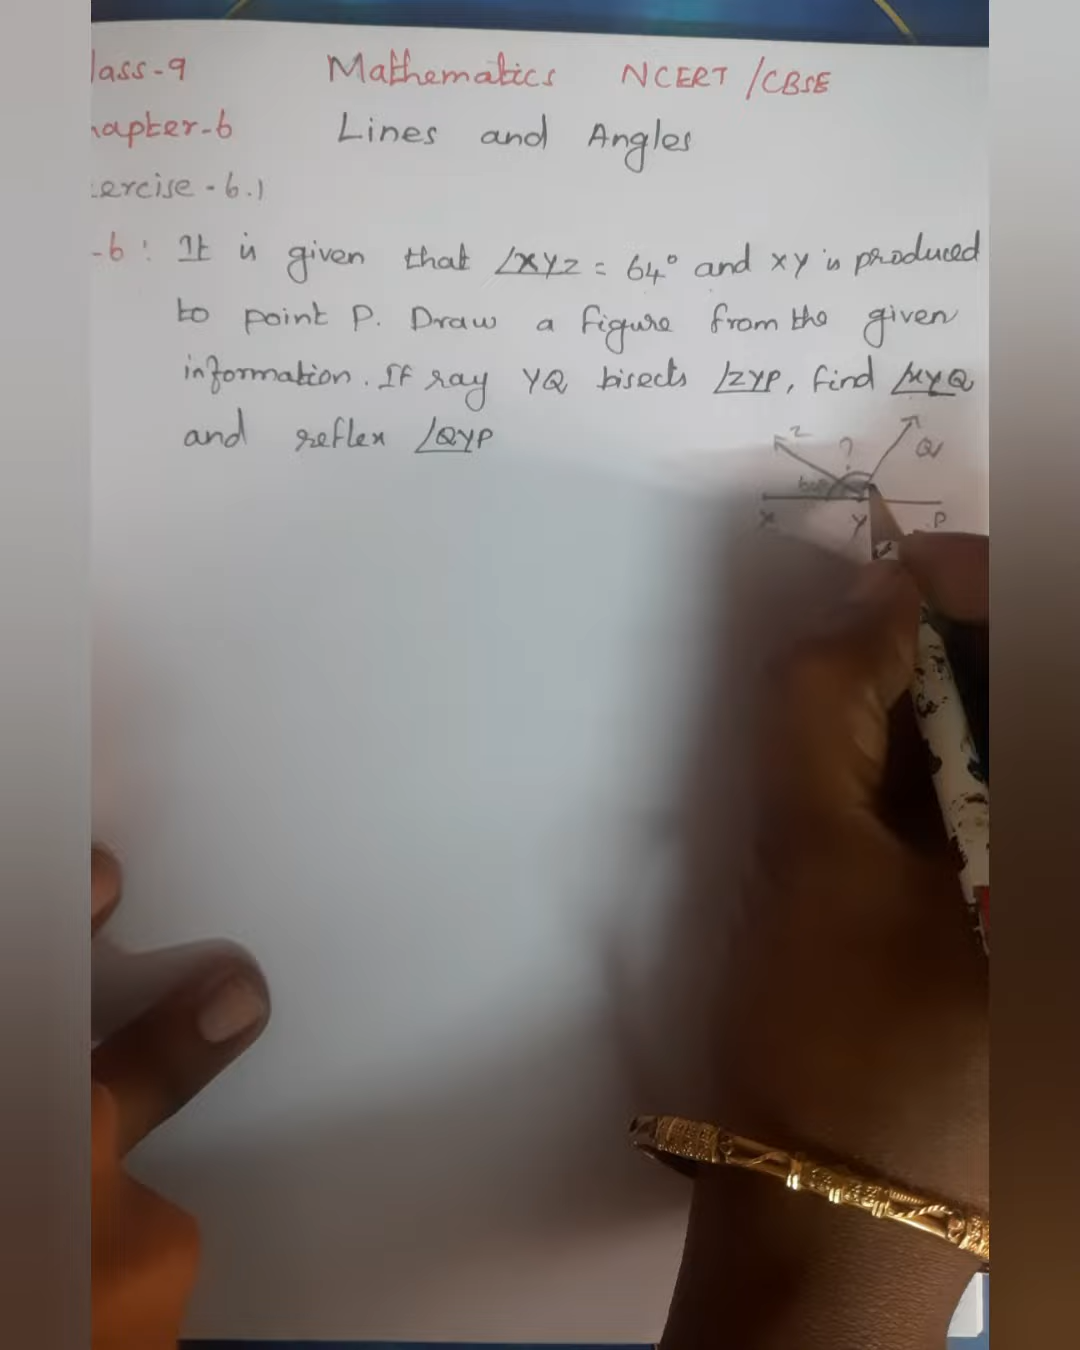 lass-9 Mathematics NCERT /CBSE
hapter-6 Lines and Angles
ercise-6.1
-6: It is given that ∠XYZ = 64° and XY is produced
to point P. Draw a figure from the given
information. If ray YQ bisects ∠ZYP, find ∠XYQ
and reflex ∠QYP
Z ? Q
X Y P